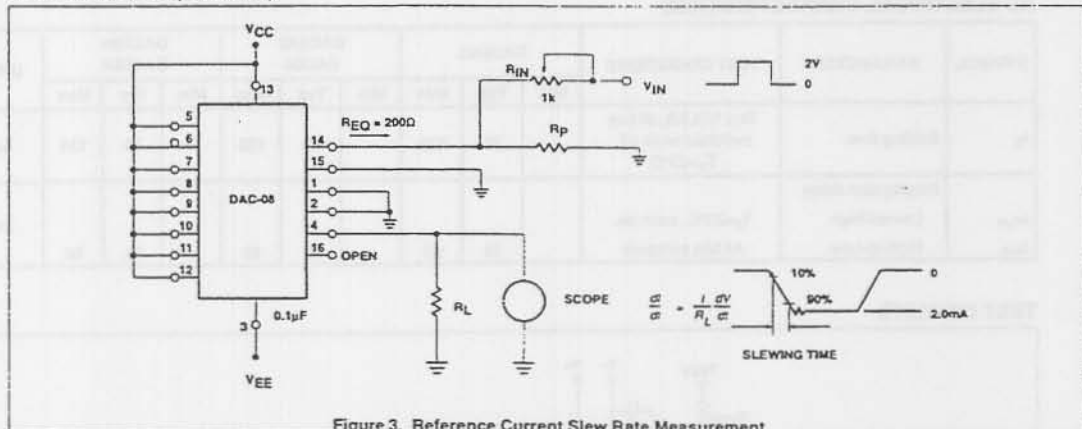 VCC
13
5
6
7
8
9
10
11
12
DAC-08
14
15
1
2
4
16
OPEN
REQ = 200Ω
RIN
1k
VIN
2V
0
RP
RL
SCOPE
3
0.1μF
VEE
= I/RL dV
10%
90%
0
2.0mA
SLEWING TIME
Figure 3. Reference Current Slew Rate Measurement